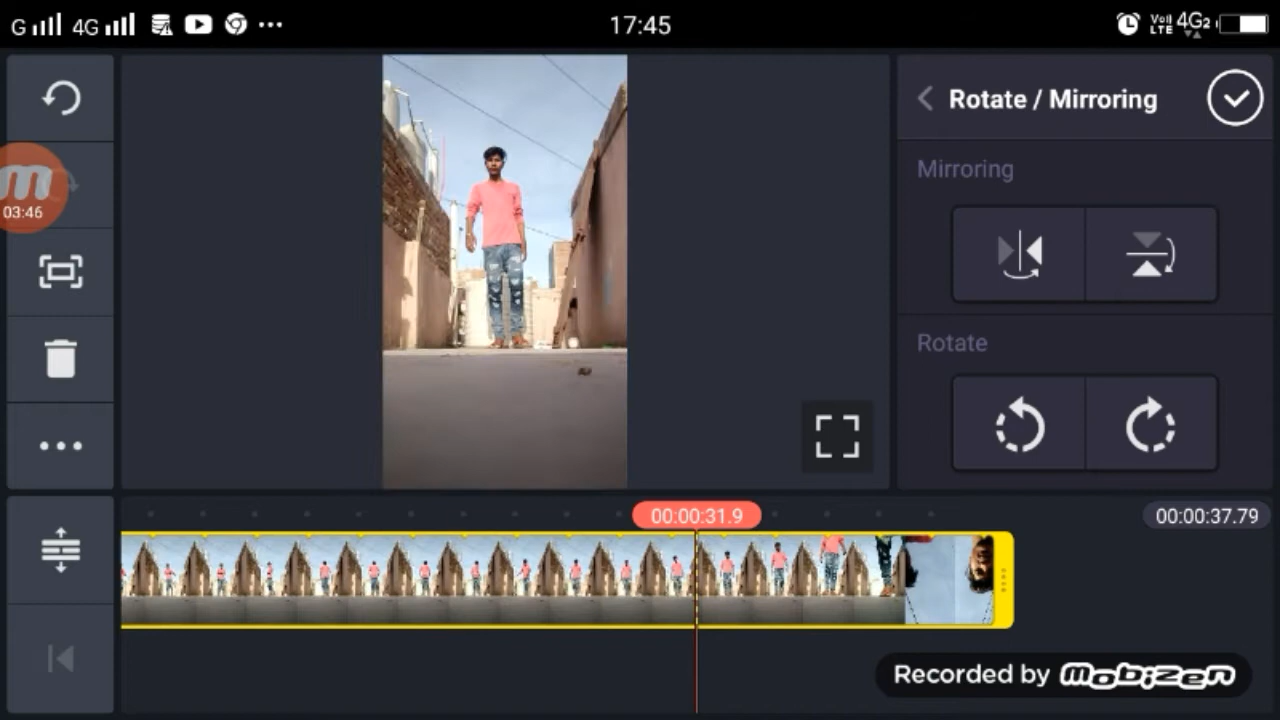 G 4G 17:45 VoII LTE 4G2
Rotate / Mirroring
Mirroring
m
03:46
Rotate
00:00:31.9 00:00:37.79
Recorded by mobizen